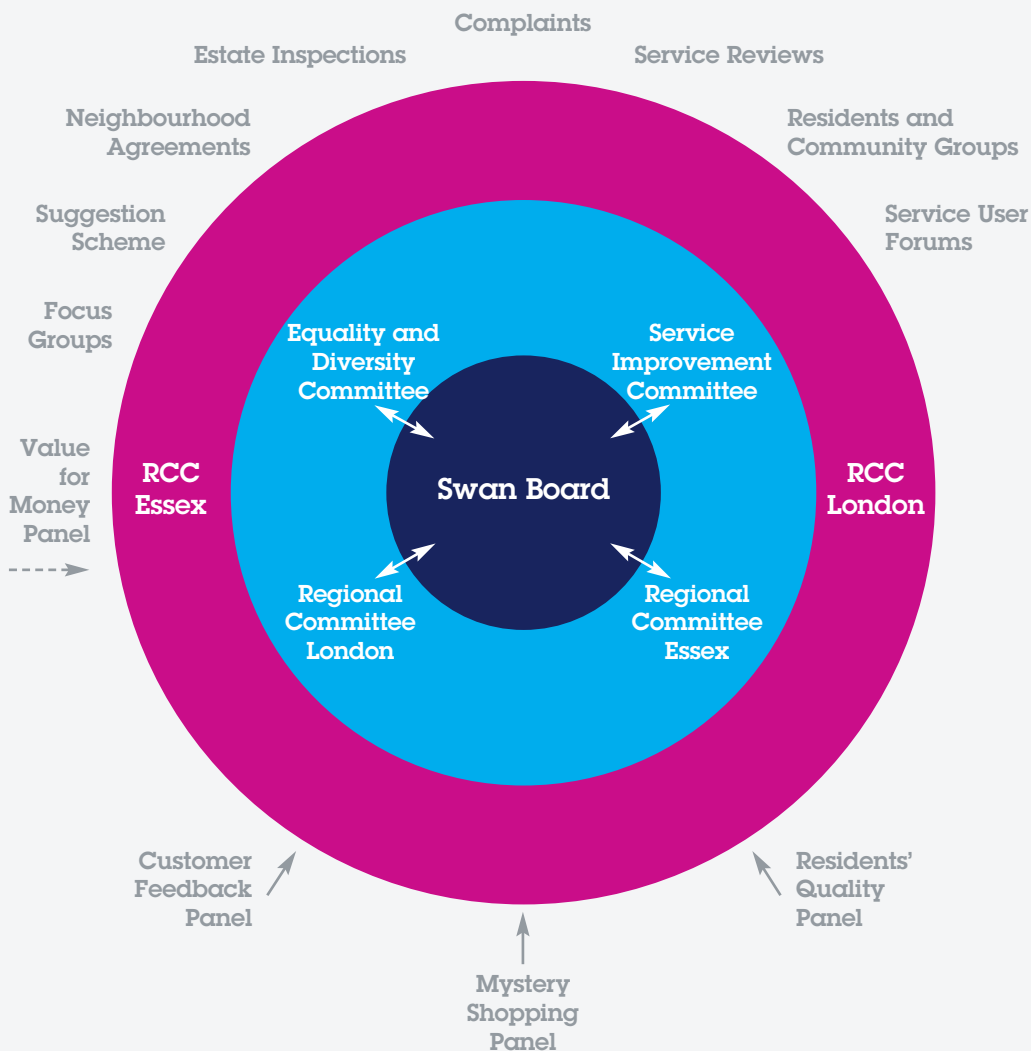 Complaints
Estate Inspections
Service Reviews
Neighbourhood
Agreements
Residents and
Community Groups
Suggestion
Scheme
Service User
Forums
Focus
Groups
Equality and
Diversity
Committee
Service
Improvement
Committee
Value
for
Money
Panel
RCC
Essex
Swan Board
RCC
London
Regional
Committee
London
Regional
Committee
Essex
Customer
Feedback
Panel
Residents’
Quality
Panel
Mystery
Shopping
Panel